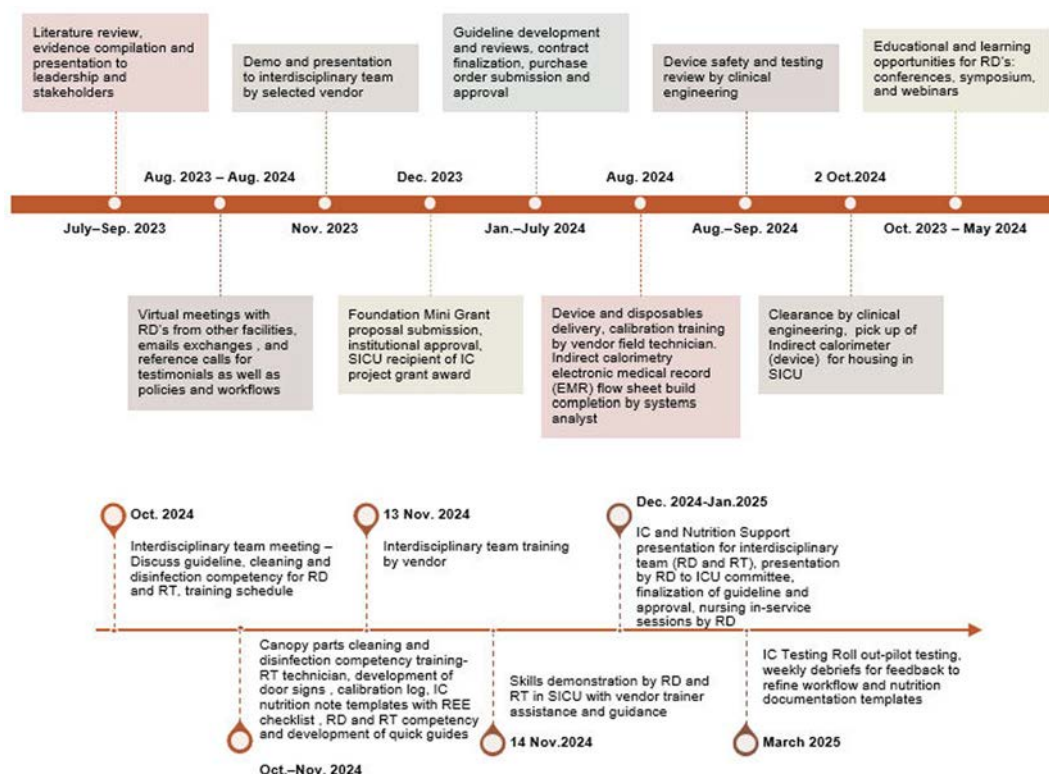 Literature review,
evidence compilation and
presentation to
leadership and
stakeholders
Demo and presentation
to interdisciplinary team
by selected vendor
Guideline development
and reviews, contract
finalization, purchase
order submission and
approval
Device safety and testing
review by clinical
engineering
Educational and learning
opportunities for RD's:
conferences, symposium,
and webinars
Aug. 2023 – Aug. 2024
Dec. 2023
Aug. 2024
2 Oct.2024
July–Sep. 2023
Nov. 2023
Jan.–July 2024
Aug.–Sep. 2024
Oct. 2023 – May 2024
Virtual meetings with
RD's from other facilities,
emails exchanges , and
reference calls for
testimonials as well as
policies and workflows
Foundation Mini Grant
proposal submission,
institutional approval,
SICU recipient of IC
project grant award
Device and disposables
delivery, calibration training
by vendor field technician.
Indirect calorimetry
electronic medical record
(EMR) flow sheet build
completion by systems
analyst
Clearance by clinical
engineering, pick up of
Indirect calorimeter
(device) for housing in
SICU
Oct. 2024
Interdisciplinary team meeting –
Discuss guideline, cleaning and
disinfection competency for RD
and RT, training schedule
13 Nov. 2024
Interdisciplinary team training
by vendor
Dec. 2024-Jan.2025
IC and Nutrition Support
presentation for interdisciplinary
team (RD and RT), presentation
by RD to ICU committee,
finalization of guideline and
approval, nursing in-service
sessions by RD
Canopy parts cleaning and
disinfection competency training-
RT technician, development of
door signs , calibration log, IC
nutrition note templates with REE
checklist , RD and RT competency
and development of quick guides
Oct.–Nov. 2024
Skills demonstration by RD and
RT in SICU with vendor trainer
assistance and guidance
14 Nov.2024
IC Testing Roll out-pilot testing,
weekly debriefs for feedback to
refine workflow and nutrition
documentation templates
March 2025